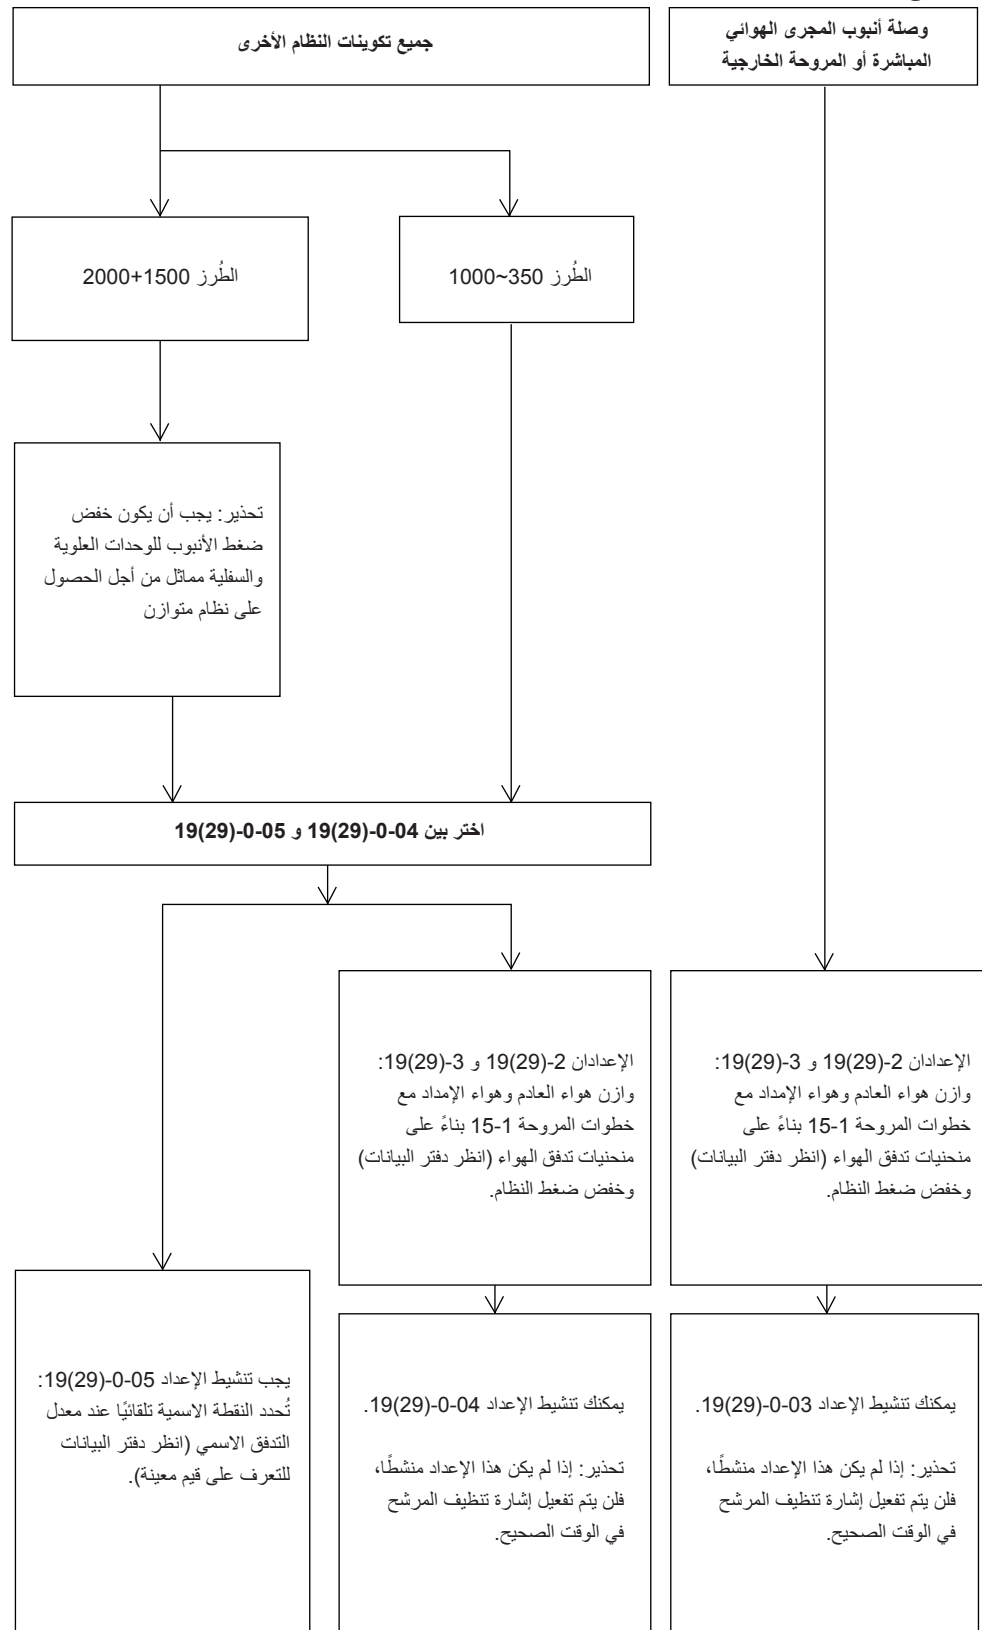 وصلة أنبوب المجرى الهوائي
المباشرة أو المروحة الخارجية
جميع تكوينات النظام الأخرى
الطُرز 350~1000
الطُرز 1500+2000
تحذير: يجب أن يكون خفض
ضغط الأنبوب للوحدات العلوية
والسفلية مماثل من أجل الحصول
على نظام متوازن
اختر بين 19(29)-0-04 و 19(29)-0-05
الإعدادان 19(29)-2 و 19(29)-3:
وازن هواء العادم وهواء الإمداد مع
خطوات المروحة 1-15 بناءً على
منحنيات تدفق الهواء (انظر دفتر البيانات)
وخفض ضغط النظام.
الإعدادان 19(29)-2 و 19(29)-3:
وازن هواء العادم وهواء الإمداد مع
خطوات المروحة 1-15 بناءً على
منحنيات تدفق الهواء (انظر دفتر البيانات)
وخفض ضغط النظام.
يمكنك تنشيط الإعداد 19(29)-0-03.
تحذير: إذا لم يكن هذا الإعداد منشطًا،
فلن يتم تفعيل إشارة تنظيف المرشح
في الوقت الصحيح.
يمكنك تنشيط الإعداد 19(29)-0-04.
تحذير: إذا لم يكن هذا الإعداد منشطًا،
فلن يتم تفعيل إشارة تنظيف المرشح
في الوقت الصحيح.
يجب تنشيط الإعداد 19(29)-0-05:
تُحدد النقطة الاسمية تلقائيًا عند معدل
التدفق الاسمي (انظر دفتر البيانات
للتعرف على قيم معينة).